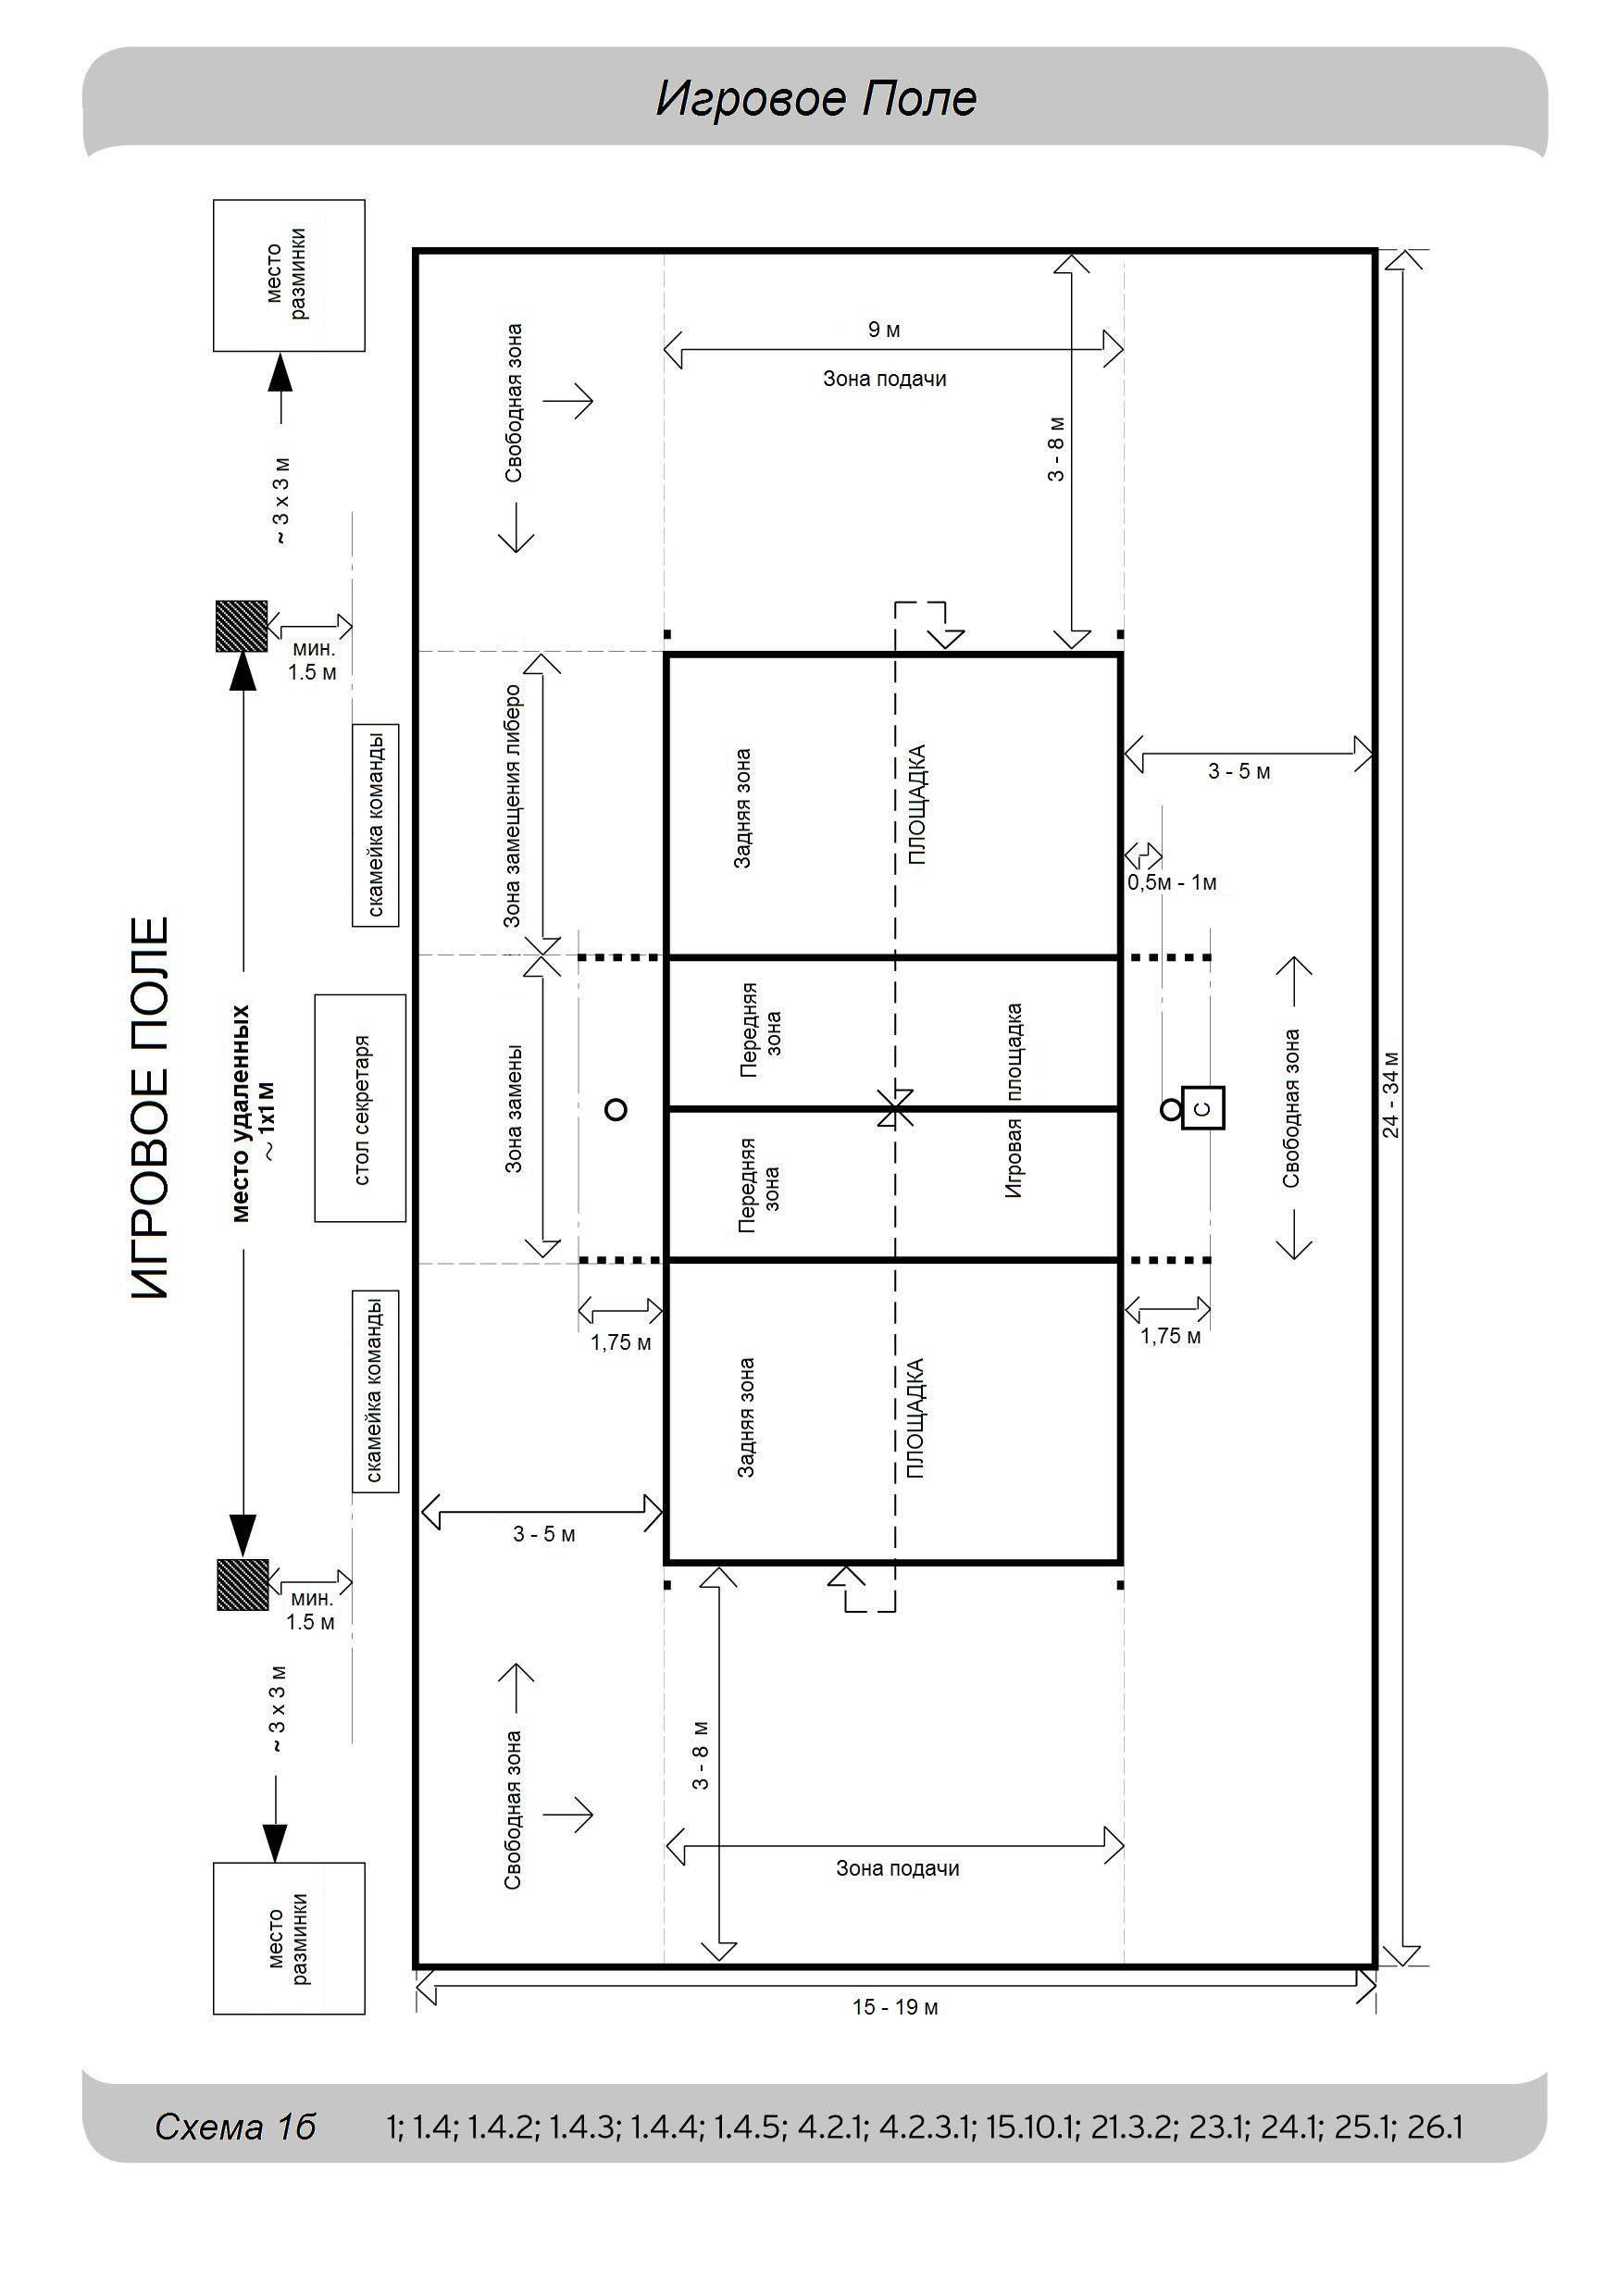 Игровое Поле
место
разминки
~ 3 х 3 м
мин.
1.5 м
Свободная зона
9 м
Зона подачи
3 - 8 м
ИГРОВОЕ ПОЛЕ
место удаленных
~ 1х1 м
скамейка команды
стол секретаря
скамейка команды
Зона замещения либеро
Зона замены
Задняя зона
ПЛОЩАДКА
3 - 5 м
0,5м - 1м
Передняя
зона
Передняя
зона
Игровая площадка
С
Свободная зона
24 - 34 м
1,75 м
1,75 м
Задняя зона
ПЛОЩАДКА
3 - 5 м
мин.
1.5 м
~ 3 х 3 м
Свободная зона
3 - 8 м
Зона подачи
место
разминки
15 - 19 м
Схема 1б
1; 1.4; 1.4.2; 1.4.3; 1.4.4; 1.4.5; 4.2.1; 4.2.3.1; 15.10.1; 21.3.2; 23.1; 24.1; 25.1; 26.1